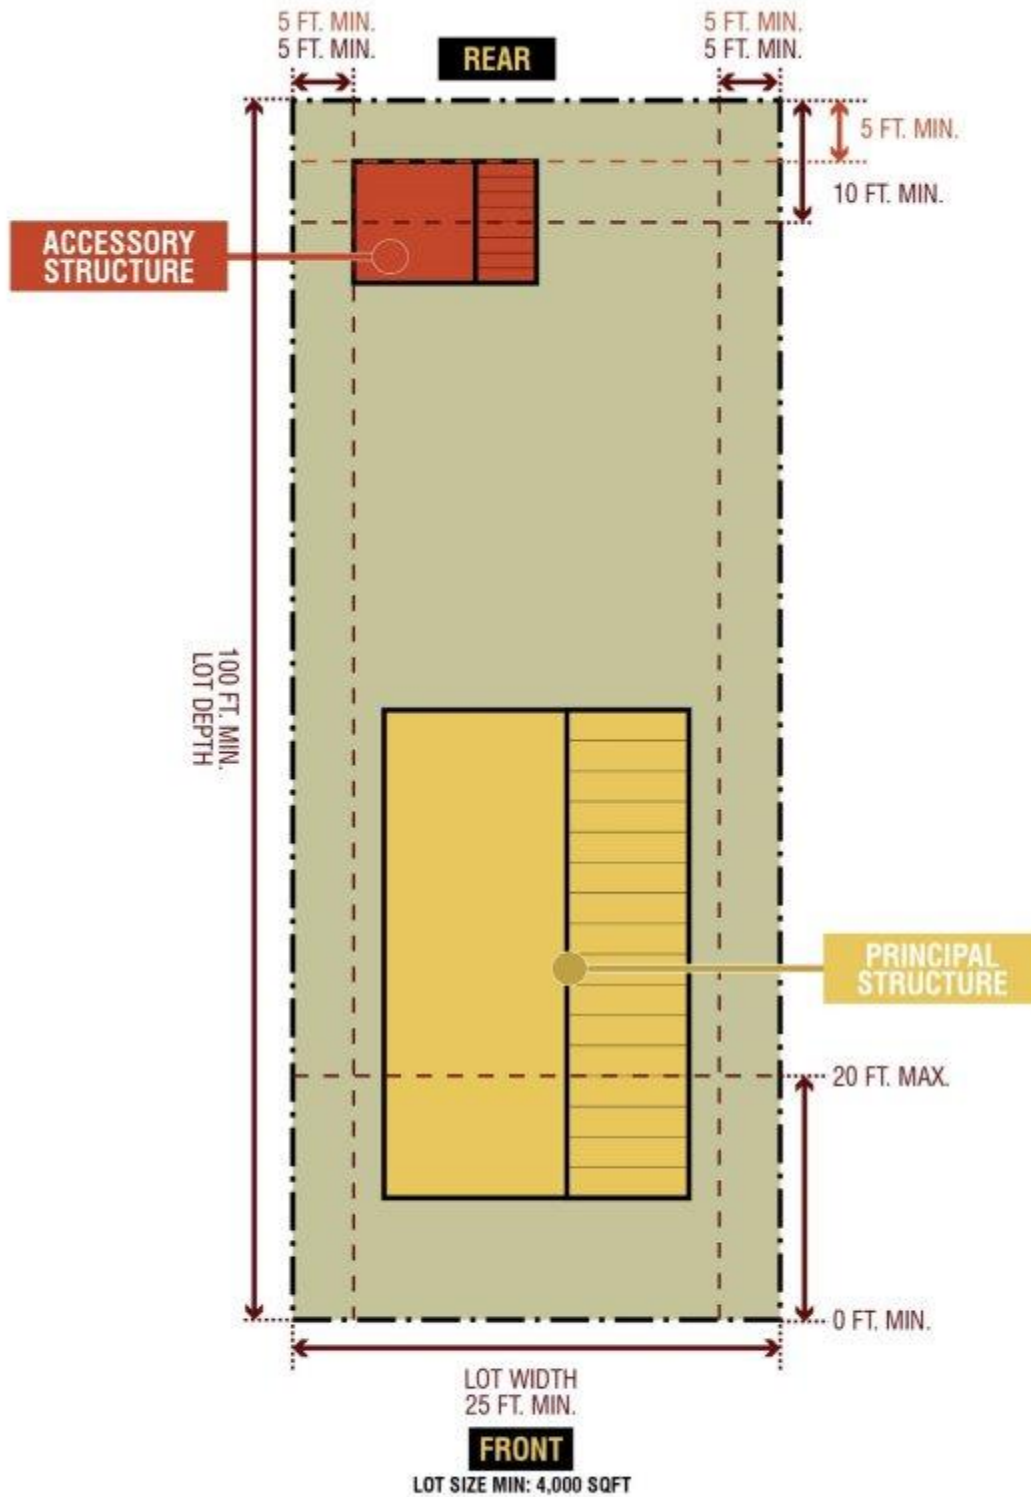 5 FT. MIN.
5 FT. MIN.
REAR
5 FT. MIN.
5 FT. MIN.
5 FT. MIN.
10 FT. MIN.
ACCESSORY
STRUCTURE
100 FT. MIN.
LOT DEPTH
PRINCIPAL
STRUCTURE
20 FT. MAX.
0 FT. MIN.
LOT WIDTH
25 FT. MIN.
FRONT
LOT SIZE MIN: 4,000 SQFT